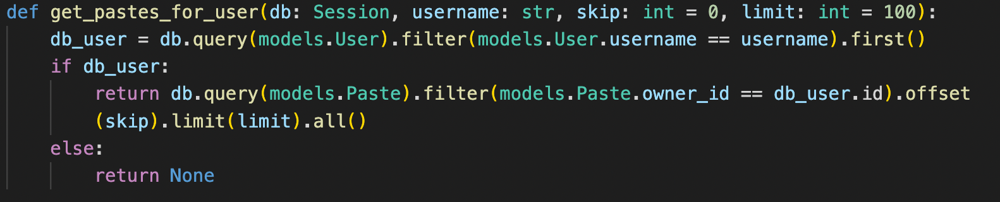 def get_pastes_for_user(db: Session, username: str, skip: int = 0, limit: int = 100):
    db_user = db.query(models.User).filter(models.User.username == username).first()
    if db_user:
        return db.query(models.Paste).filter(models.Paste.owner_id == db_user.id).offset
        (skip).limit(limit).all()
    else:
        return None